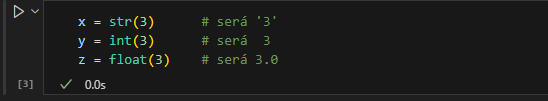 x = str(3)      # será '3'
y = int(3)      # será  3
z = float(3)    # será 3.0
[3]
0.0s